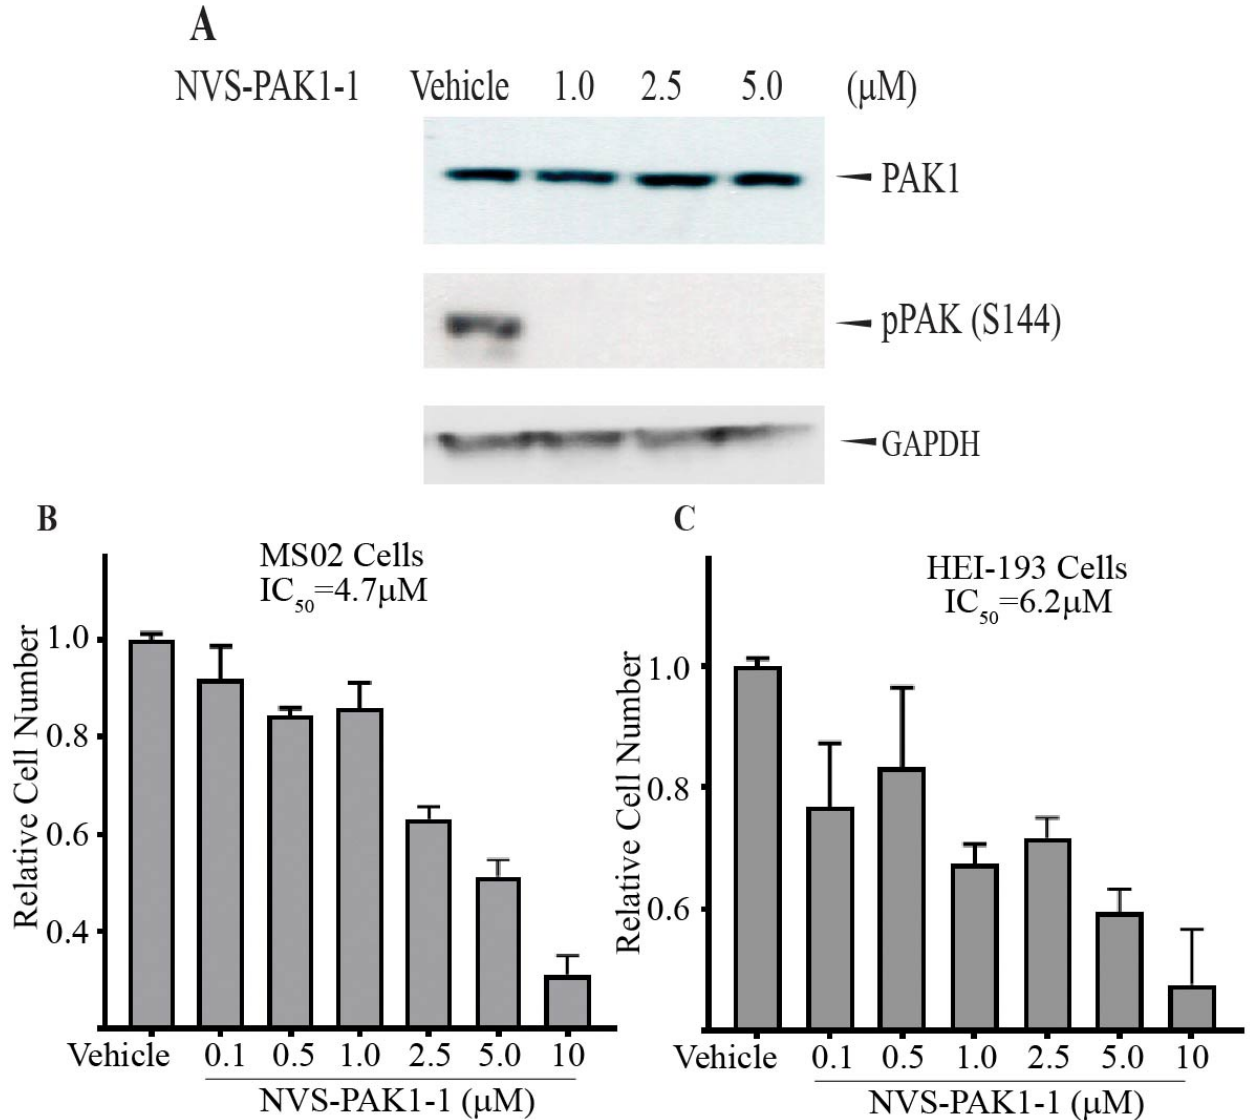 A
NVS-PAK1-1 Vehicle 1.0 2.5 5.0 (μM)
PAK1
pPAK (S144)
GAPDH
B
MS02 Cells
IC50=4.7μM
Relative Cell Number
1.0
0.8
0.6
0.4
Vehicle 0.1 0.5 1.0 2.5 5.0 10
NVS-PAK1-1 (μM)
C
HEI-193 Cells
IC50=6.2μM
Relative Cell Number
1.0
0.8
0.6
Vehicle 0.1 0.5 1.0 2.5 5.0 10
NVS-PAK1-1 (μM)